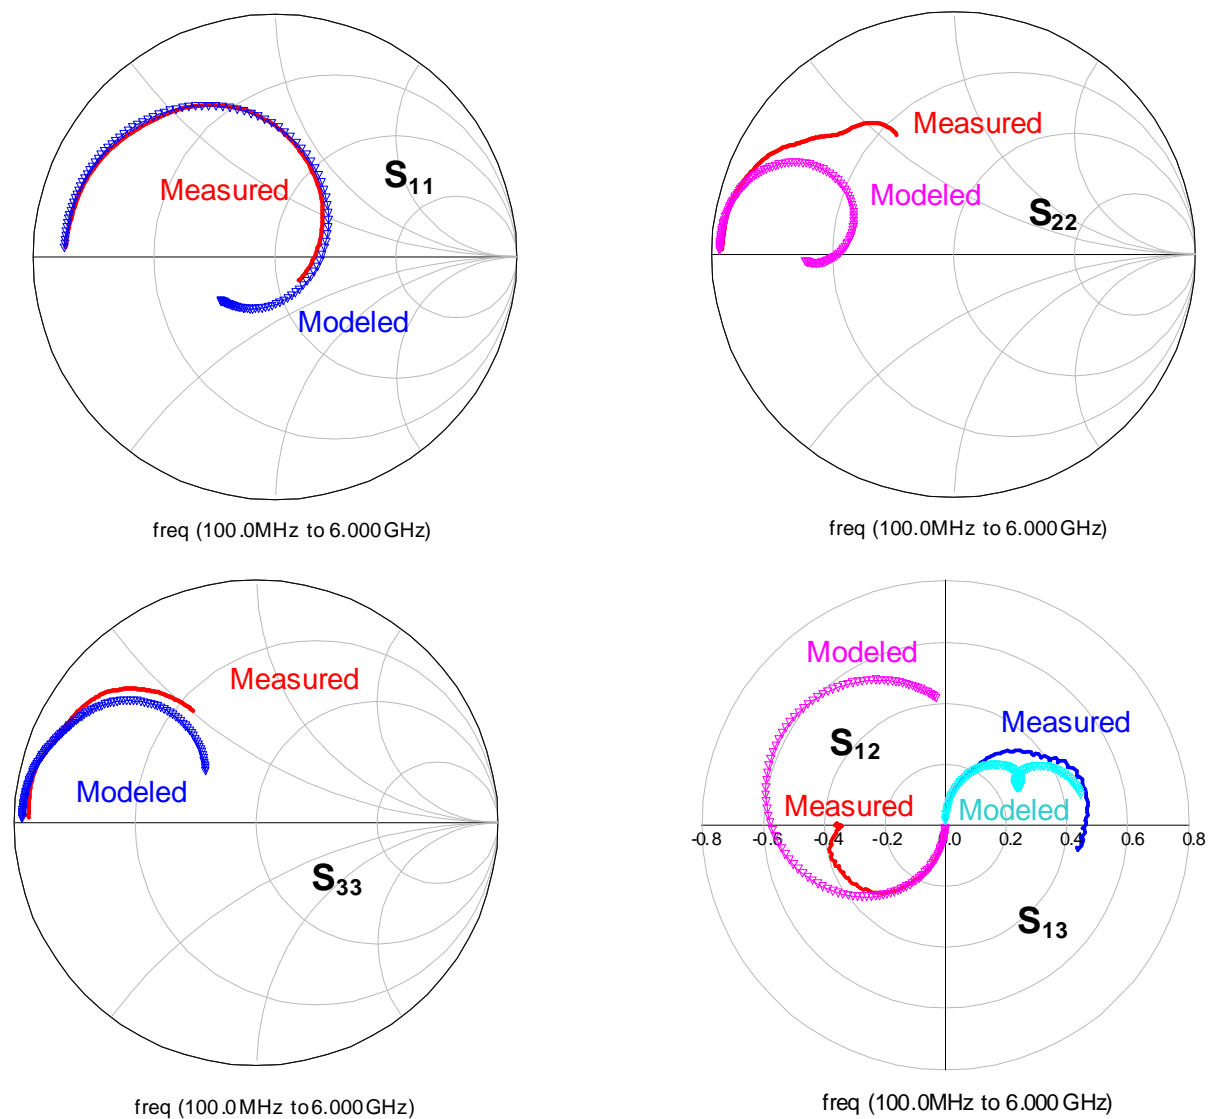 S11
Measured
Modeled
freq (100.0MHz to 6.000GHz)
Measured
Modeled
S22
freq (100.0MHz to 6.000GHz)
Measured
Modeled
S33
freq (100.0MHz to 6.000GHz)
Modeled
Measured
S12
Measured
Modeled
-0.8 -0.6 -0.4 -0.2 0.0 0.2 0.4 0.6 0.8
S13
freq (100.0MHz to 6.000GHz)